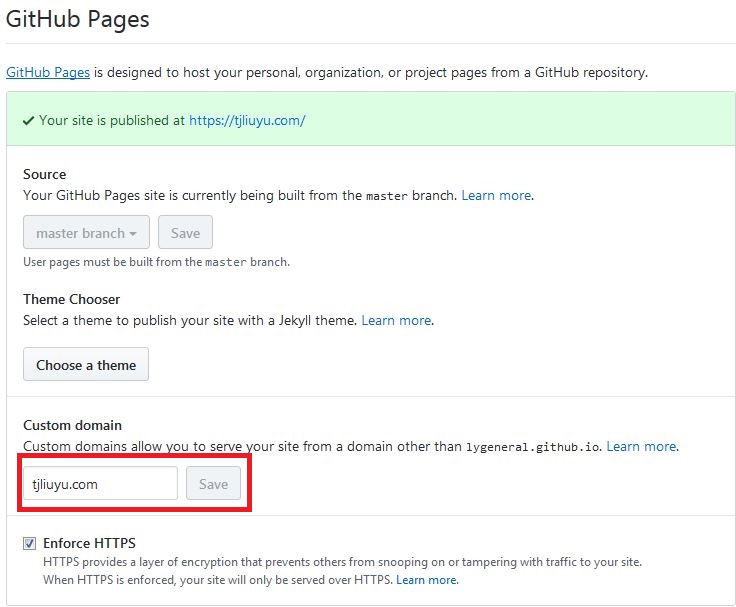 GitHub Pages
GitHub Pages is designed to host your personal, organization, or project pages from a GitHub repository.
Your site is published at https://tjliuyu.com/
Source
Your GitHub Pages site is currently being built from the master branch. Learn more.
master branch Save
User pages must be built from the master branch.
Theme Chooser
Select a theme to publish your site with a Jekyll theme. Learn more.
Choose a theme
Custom domain
Custom domains allow you to serve your site from a domain other than lygeneral.github.io. Learn more.
tjliuyu.com Save
Enforce HTTPS
HTTPS provides a layer of encryption that prevents others from snooping on or tampering with traffic to your site.
When HTTPS is enforced, your site will only be served over HTTPS. Learn more.